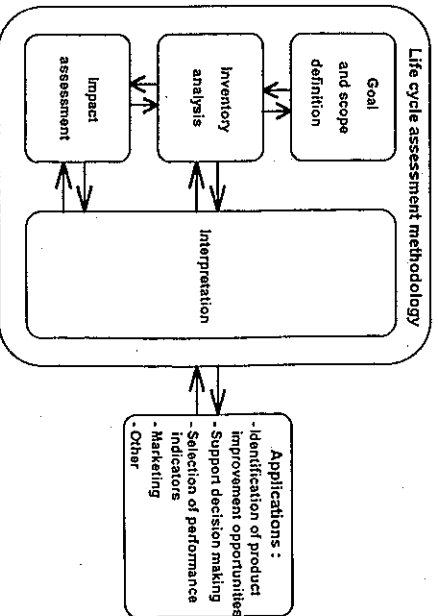 Life cycle assessment methodology
Goal
and scope
definition
Inventory
analysis
Impact
assessment
Interpretation
Applications :
- Identification of product
improvement opportunities
- Support decision making
- Selection of performance
indicators
- Marketing
- Other